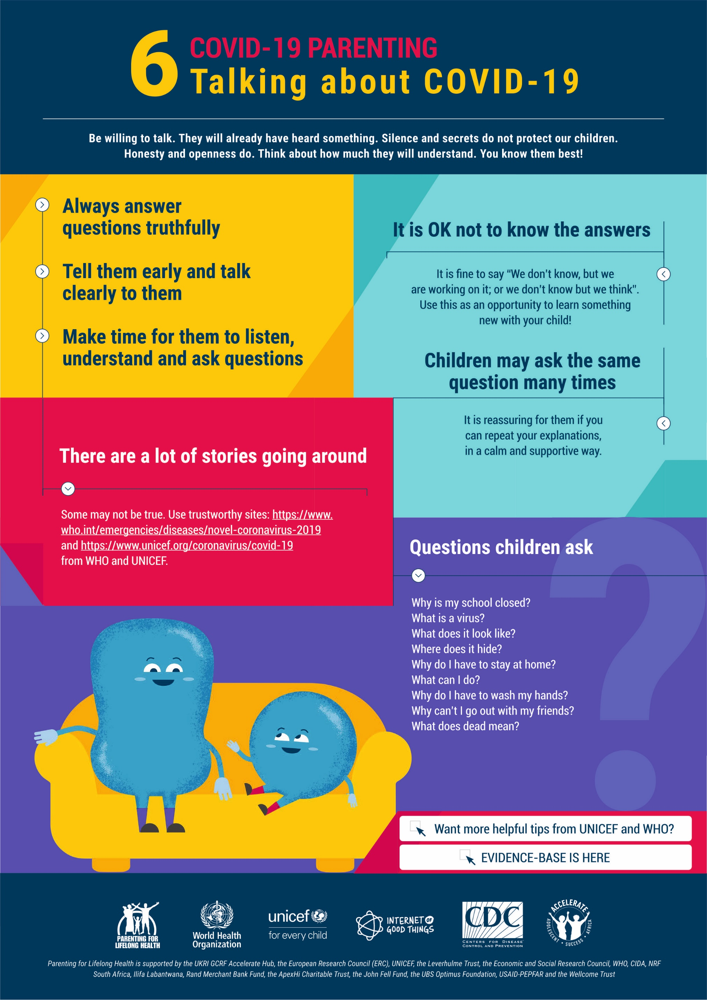 6
COVID-19 PARENTING
Talking about COVID-19
Be willing to talk. They will already have heard something. Silence and secrets do not protect our children.
Honesty and openness do. Think about how much they will understand. You know them best!
Always answer
questions truthfully
Tell them early and talk
clearly to them
Make time for them to listen,
understand and ask questions
It is OK not to know the answers
It is fine to say “We don't know, but we
are working on it; or we don't know but we think”.
Use this as an opportunity to learn something
new with your child!
Children may ask the same
question many times
It is reassuring for them if you
can repeat your explanations,
in a calm and supportive way.
There are a lot of stories going around
Some may not be true. Use trustworthy sites: https://www.
who.int/emergencies/diseases/novel-coronavirus-2019
and https://www.unicef.org/coronavirus/covid-19
from WHO and UNICEF.
Questions children ask
Why is my school closed?
What is a virus?
What does it look like?
Where does it hide?
Why do I have to stay at home?
What can I do?
Why do I have to wash my hands?
Why can't I go out with my friends?
What does dead mean?
?
Want more helpful tips from UNICEF and WHO?
EVIDENCE-BASE IS HERE
PARENTING FOR
LIFELONG HEALTH
World Health
Organization
unicef
for every child
INTERNET OF
GOOD THINGS
CDC
CENTERS FOR DISEASE
CONTROL AND PREVENTION
ACCELERATE
ADOLESCENT • SUCCESS • AFRICA
Parenting for Lifelong Health is supported by the UKRI GCRF Accelerate Hub, the European Research Council (ERC), UNICEF, the Leverhulme Trust, the Economic and Social Research Council, WHO, CIDA, NRF
South Africa, Ilifa Labantwana, Rand Merchant Bank Fund, the ApexHi Charitable Trust, the John Fell Fund, the UBS Optimus Foundation, USAID-PEPFAR and the Wellcome Trust